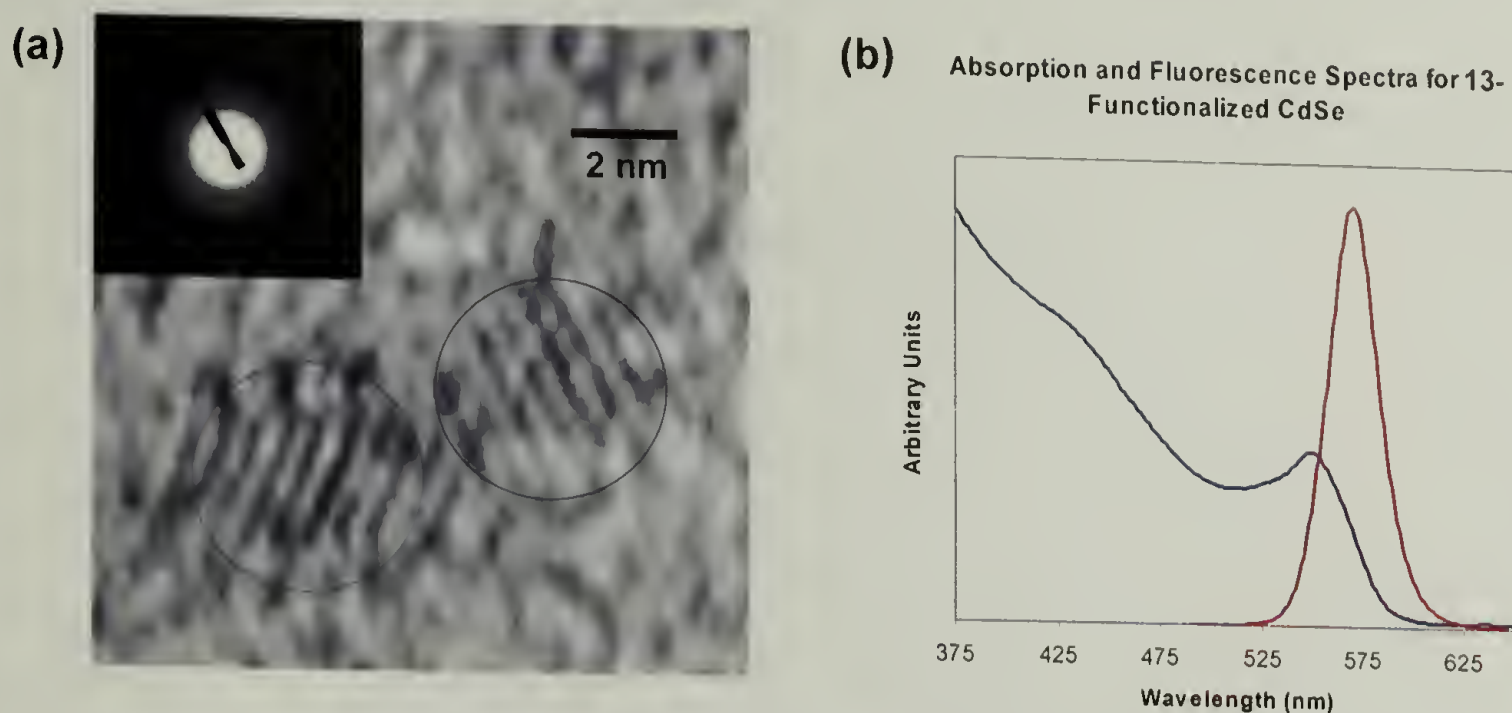 (a)
2 nm
(b)
Absorption and Fluorescence Spectra for 13-
Functionalized CdSe
Arbitrary Units
375 425 475 525 575 625
Wavelength (nm)